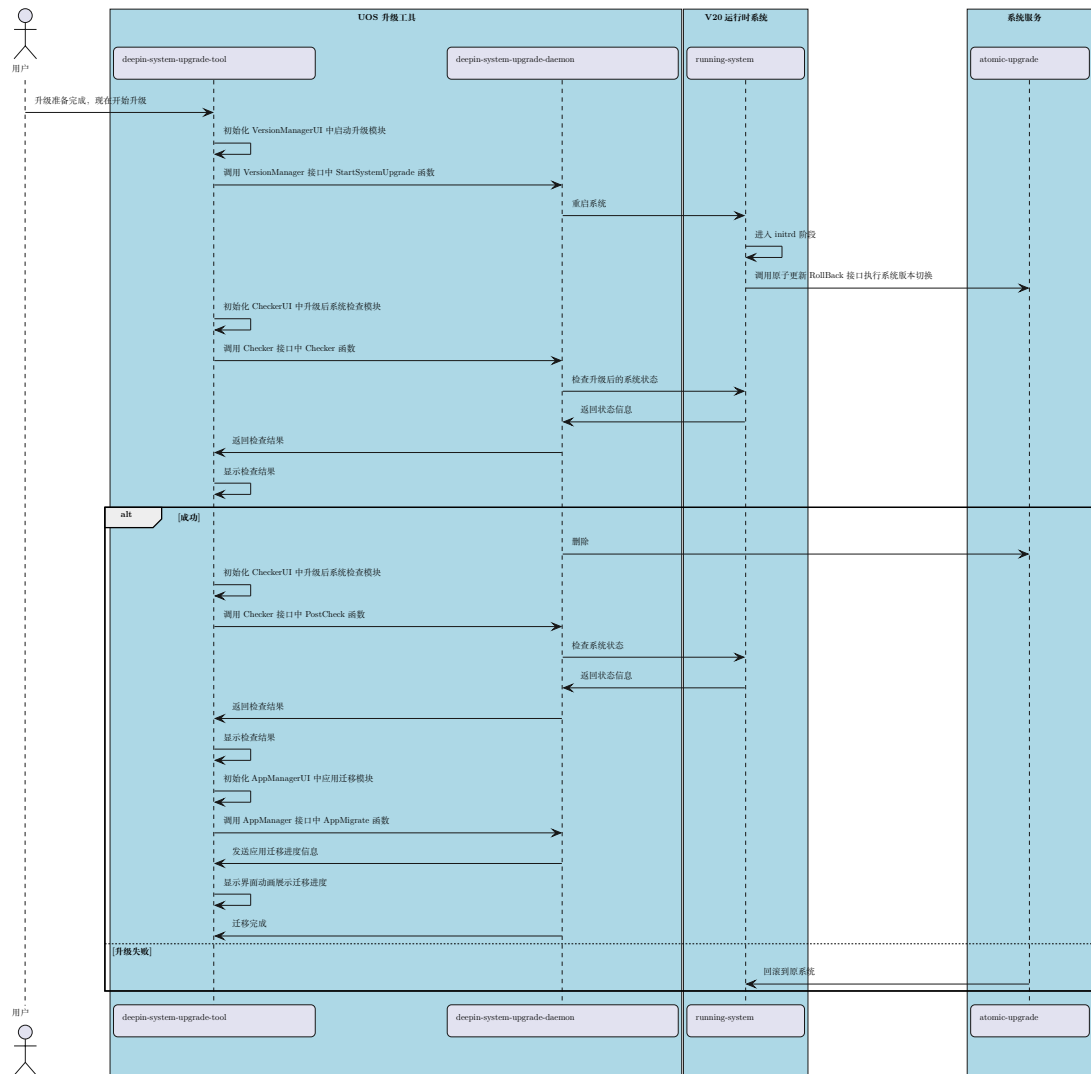 UOS 升级工具
V20 运行时系统
系统服务
用户
deepin-system-upgrade-tool
deepin-system-upgrade-daemon
running-system
atomic-upgrade
升级准备完成，现在开始升级
初始化 VersionManagerUI 中启动升级模块
调用 VersionManager 接口中 StartSystemUpgrade 函数
重启系统
进入 initrd 阶段
调用原子更新 RollBack 接口执行系统版本切换
初始化 CheckerUI 中升级后系统检查模块
调用 Checker 接口中 Checker 函数
检查升级后的系统状态
返回状态信息
返回检查结果
显示检查结果
alt
[成功]
删除
初始化 CheckerUI 中升级后系统检查模块
调用 Checker 接口中 PostCheck 函数
检查系统状态
返回状态信息
返回检查结果
显示检查结果
初始化 AppManagerUI 中应用迁移模块
调用 AppManager 接口中 AppMigrate 函数
发送应用迁移进度信息
显示界面动画展示迁移进度
迁移完成
[升级失败]
回滚到原系统
用户
deepin-system-upgrade-tool
deepin-system-upgrade-daemon
running-system
atomic-upgrade